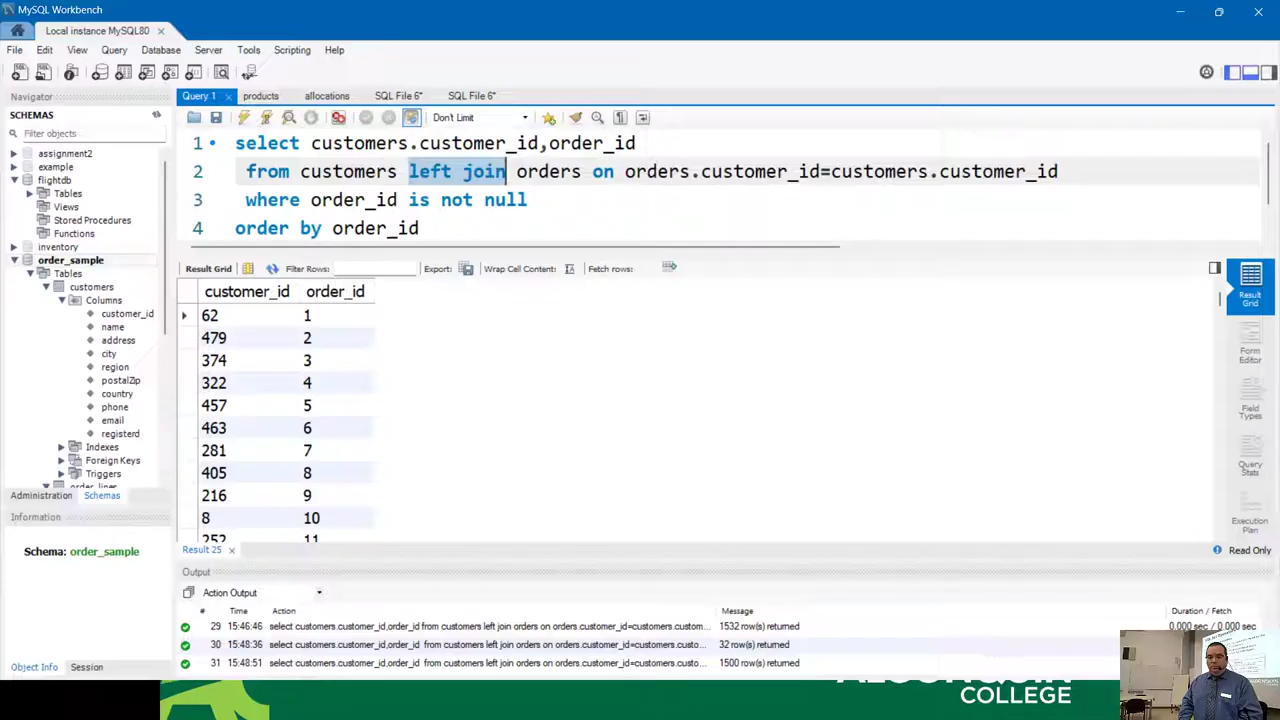 MySQL Workbench
Local instance MySQL80
File Edit View Query Database Server Tools Scripting Help
Navigator
SCHEMAS
Filter objects
assignment2
example
flightdb
Tables
Views
Stored Procedures
Functions
inventory
order_sample
Tables
customers
Columns
customer_id
name
address
city
region
postalZip
country
phone
email
registerd
Indexes
Foreign Keys
Triggers
order_lines
Administration Schemas
Information
Schema: order_sample
Object Info Session
Query 1 products allocations SQL File 6* SQL File 6*
Don't Limit
1 select customers.customer_id,order_id
2 from customers left join orders on orders.customer_id=customers.customer_id
3 where order_id is not null
4 order by order_id
Result Grid Filter Rows: Export: Wrap Cell Content: Fetch rows:
customer_id order_id
62 1
479 2
374 3
322 4
457 5
463 6
281 7
405 8
216 9
8 10
252 11
Result Grid
Form Editor
Field Types
Query Stats
Execution Plan
Result 25
Read Only
Output
Action Output
# Time Action Message Duration / Fetch
29 15:46:46 select customers.customer_id,order_id from customers left join orders on orders.customer_id=customers.custom... 1532 row(s) returned 0.000 sec / 0.000 sec
30 15:48:36 select customers.customer_id,order_id from customers left join orders on orders.customer_id=customers.custo... 32 row(s) returned
31 15:48:51 select customers.customer_id,order_id from customers left join orders on orders.customer_id=customers.custo... 1500 row(s) returned
ALGONQUIN
COLLEGE